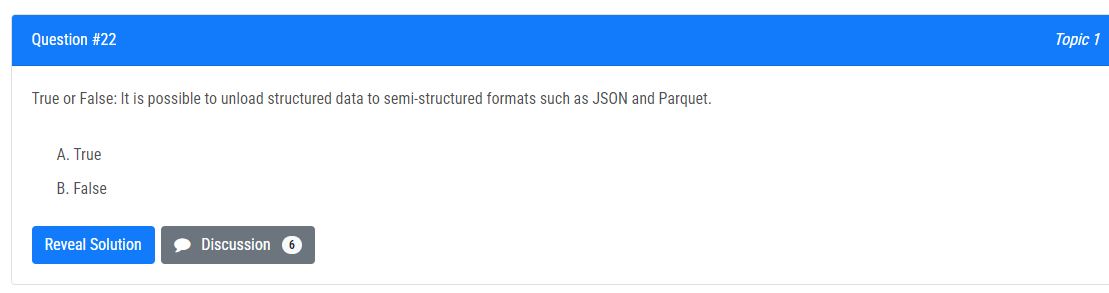 Question #22
Topic 1
True or False: It is possible to unload structured data to semi-structured formats such as JSON and Parquet.
A. True
B. False
Reveal Solution
Discussion 6